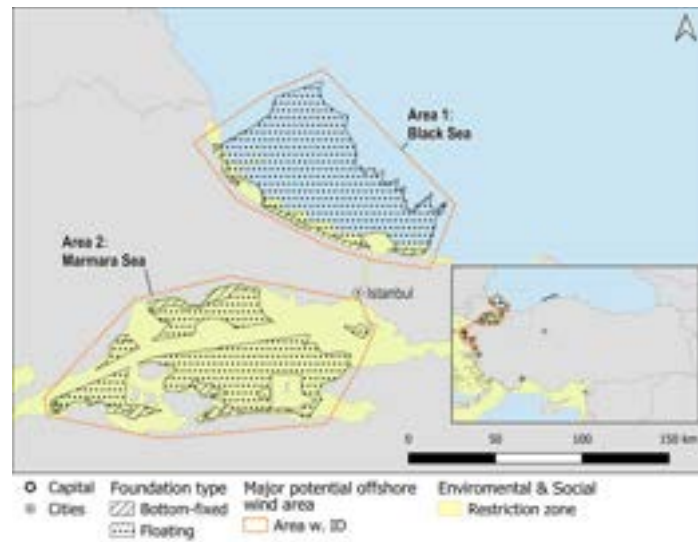 Area 1:
Black Sea
Area 2:
Marmara Sea
Istanbul
0 50 100 150 km
Capital
Cities
Foundation type
Bottom-fixed
Floating
Major potential offshore
wind area
Area w. ID
Enviromental & Social
Restriction zone